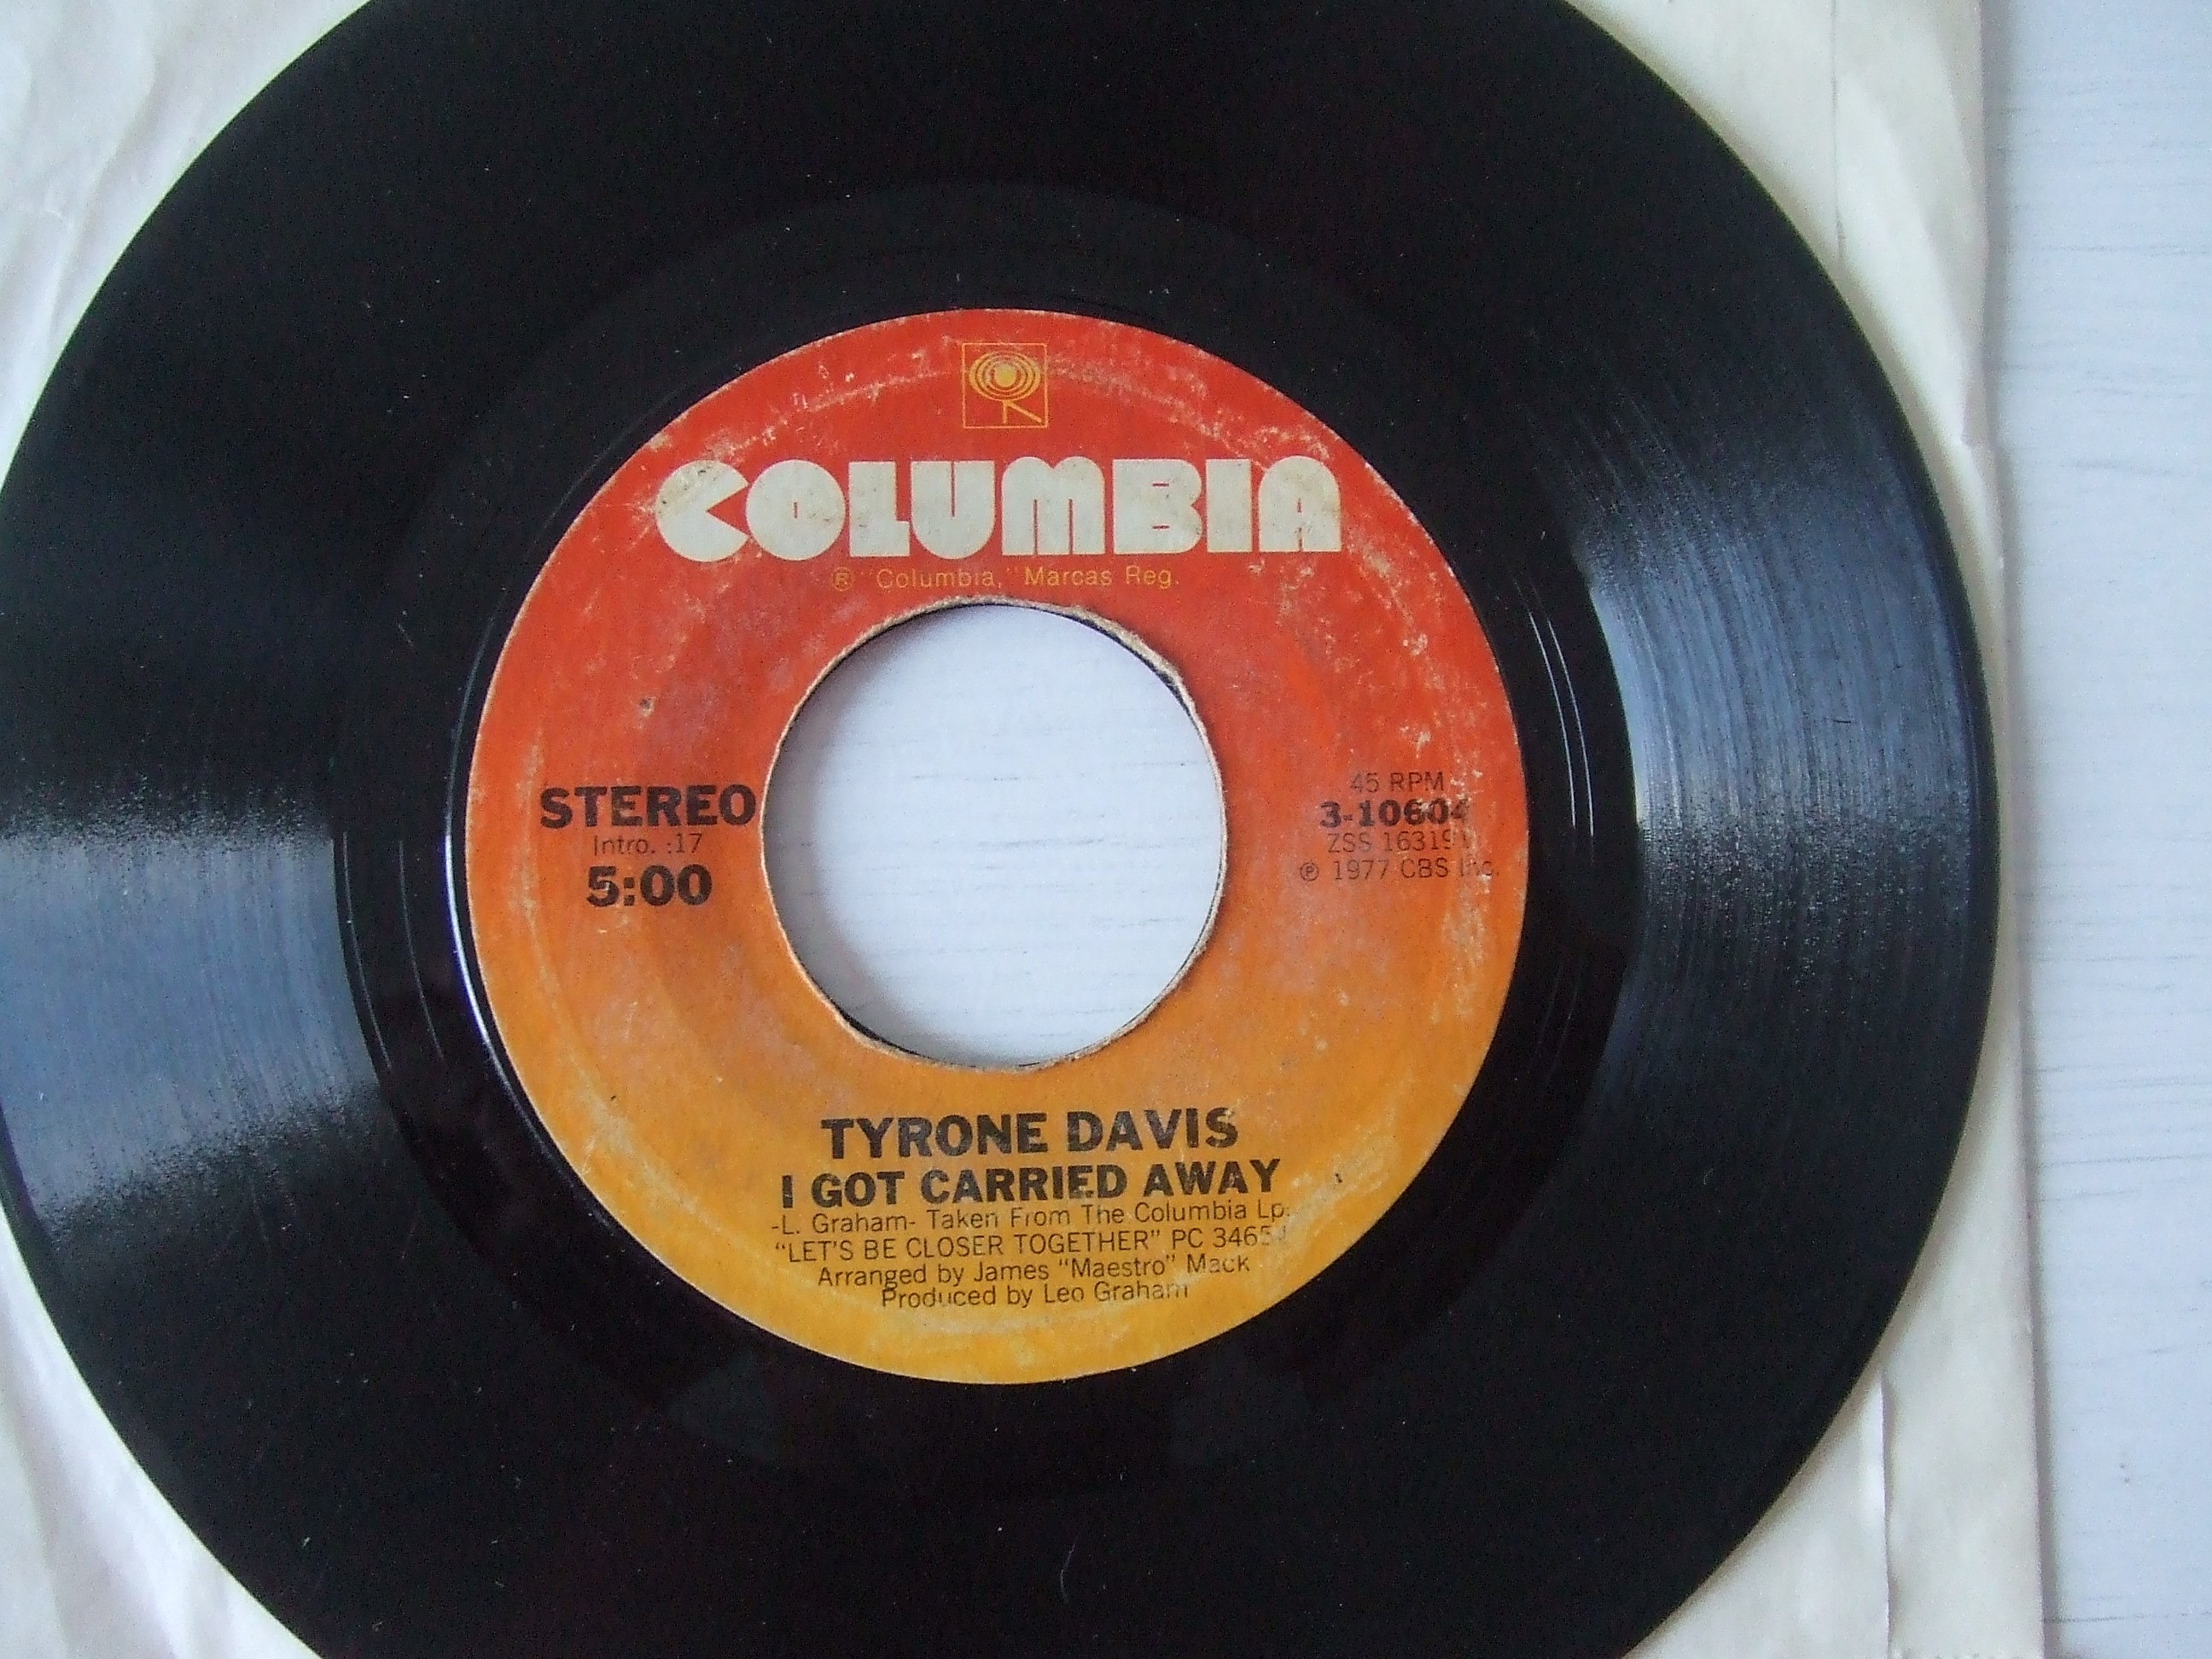 COLUMBIA
® "Columbia," Marcas Reg.
STEREO
Intro. :17
5:00
45 RPM
3-10604
℗ 1977 CBS Inc.
TYRONE DAVIS
I GOT CARRIED AWAY
-L. Graham- Taken From The Columbia Lp:
"LET'S BE CLOSER TOGETHER" PC 34654
Arranged by James "Maestro" Mack
Produced by Leo Graham